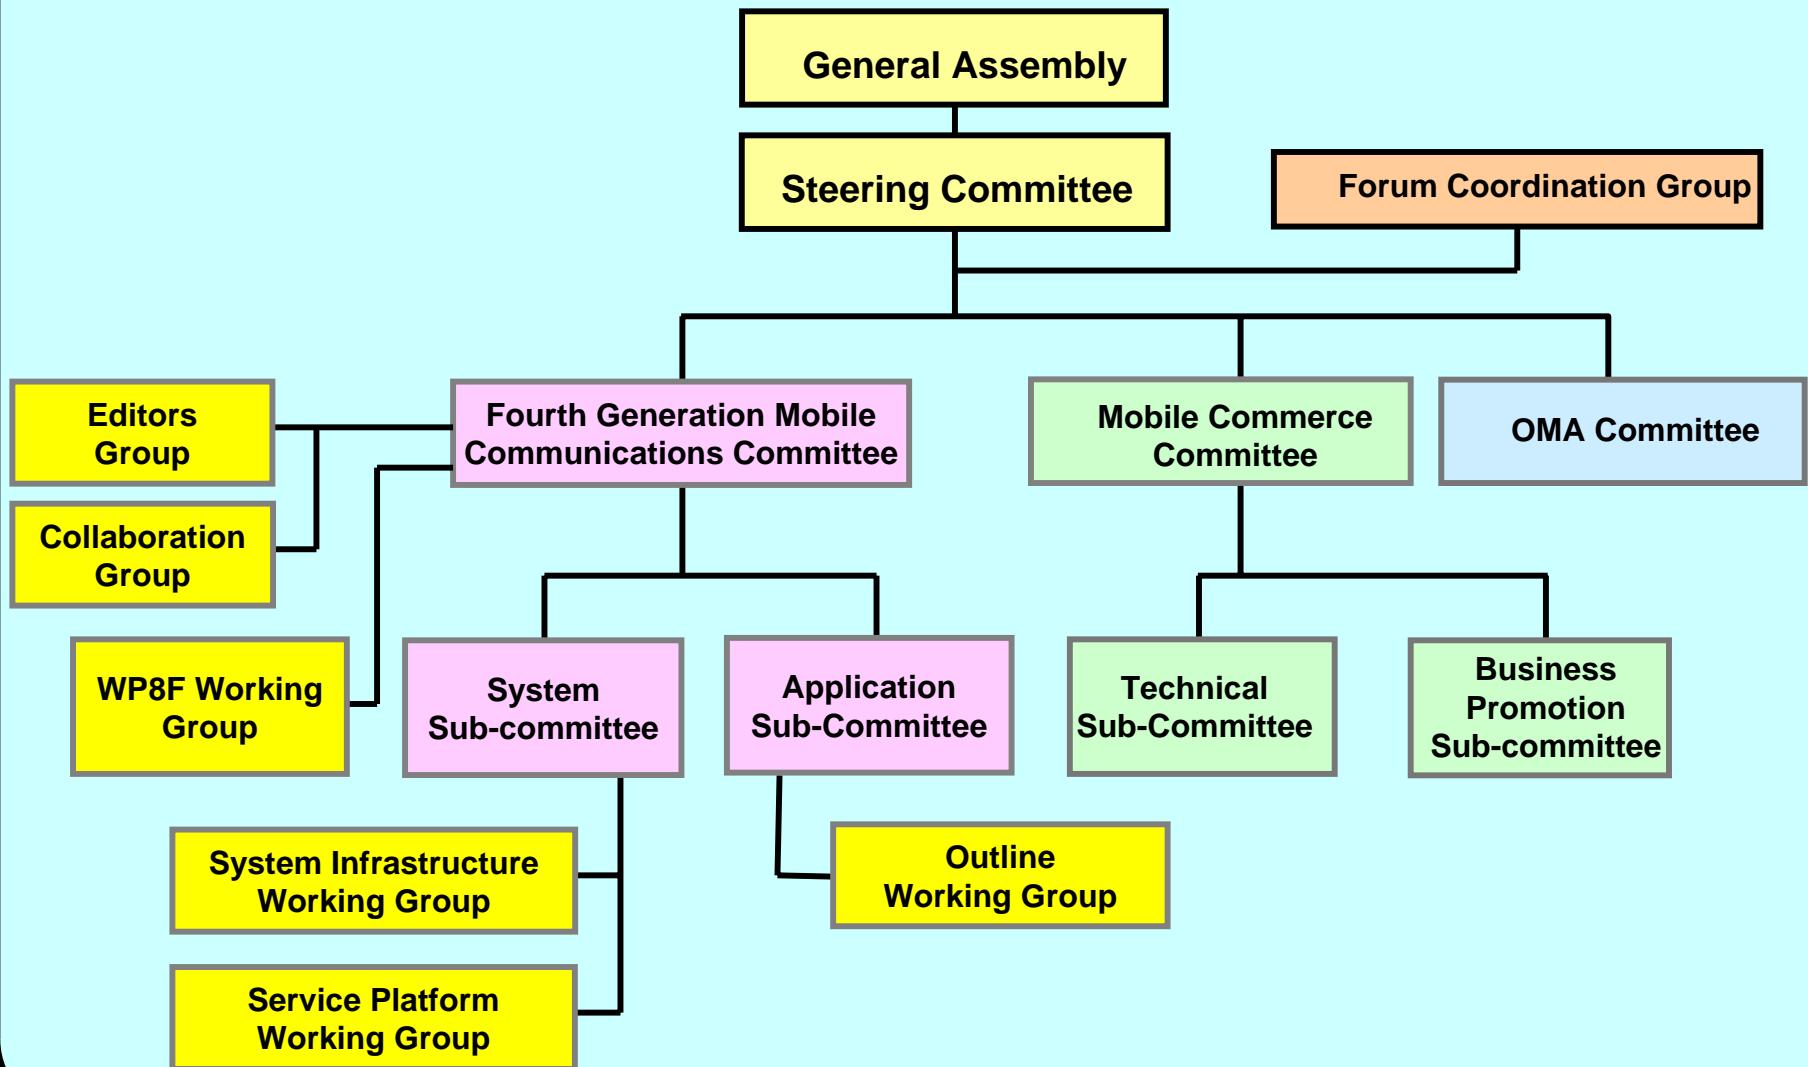 General Assembly
Steering Committee
Forum Coordination Group
Editors
Group
Fourth Generation Mobile
Communications Committee
Mobile Commerce
Committee
OMA Committee
Collaboration
Group
WP8F Working
Group
System
Sub-committee
Application
Sub-Committee
Technical
Sub-Committee
Business
Promotion
Sub-committee
System Infrastructure
Working Group
Outline
Working Group
Service Platform
Working Group